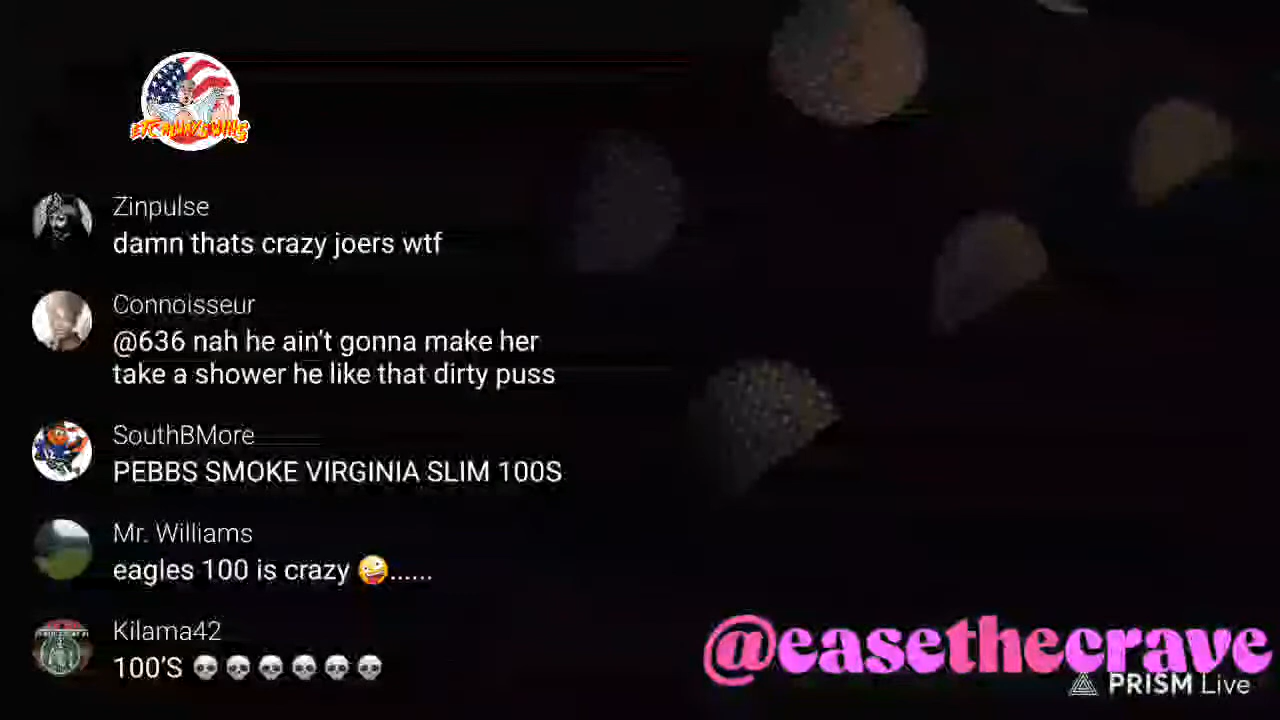 Zinpulse
damn thats crazy joers wtf
Connoisseur
@636 nah he ain't gonna make her
take a shower he like that dirty puss
SouthBMore
PEBBS SMOKE VIRGINIA SLIM 100S
Mr. Williams
eagles 100 is crazy 🤪......
Kilama42
100'S 💀💀💀💀💀💀
@easethecrave
PRISM Live